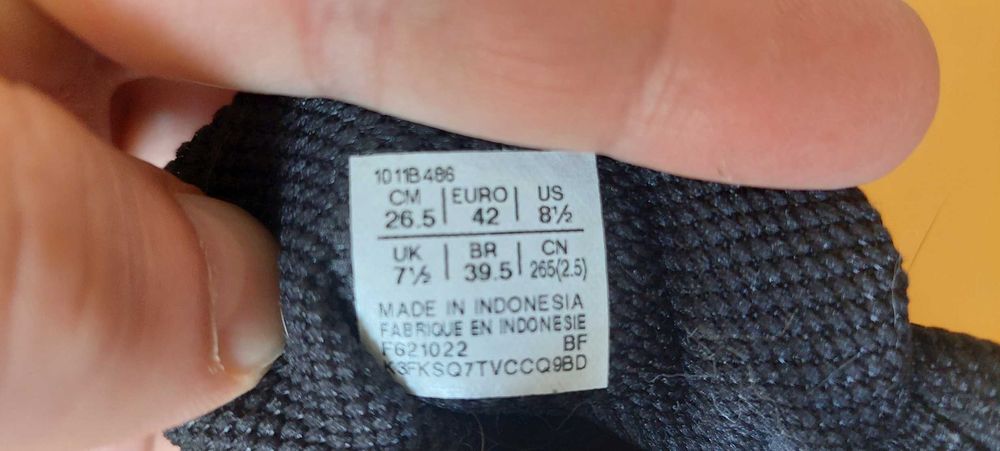 1011B486
CM | EURO | US
26.5 | 42 | 8½
UK | BR | CN
7½ | 39.5 | 265(2.5)
MADE IN INDONESIA
FABRIQUE EN INDONESIE
F621022 BF
K3FKSQ7TVCCQ9BD